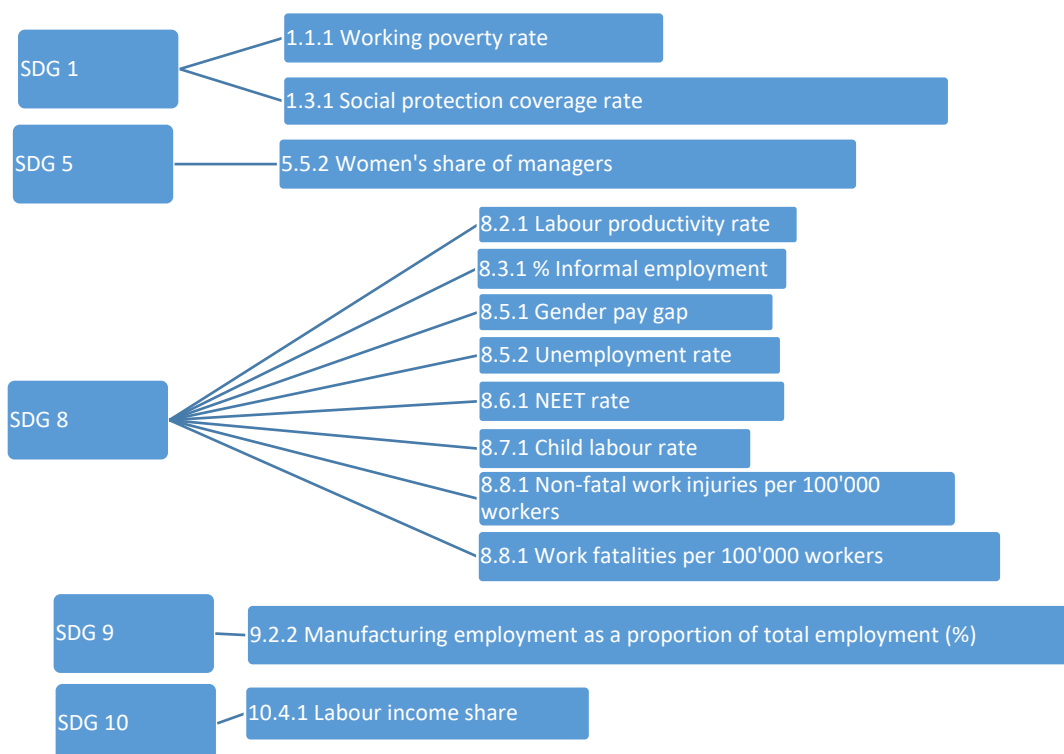 SDG 1
1.1.1 Working poverty rate
1.3.1 Social protection coverage rate
SDG 5
5.5.2 Women's share of managers
SDG 8
8.2.1 Labour productivity rate
8.3.1 % Informal employment
8.5.1 Gender pay gap
8.5.2 Unemployment rate
8.6.1 NEET rate
8.7.1 Child labour rate
8.8.1 Non-fatal work injuries per 100'000
workers
8.8.1 Work fatalities per 100'000 workers
SDG 9
9.2.2 Manufacturing employment as a proportion of total employment (%)
SDG 10
10.4.1 Labour income share